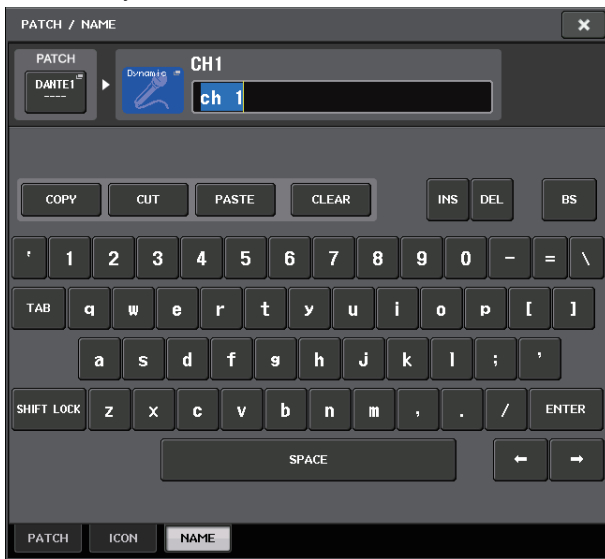 PATCH / NAME
PATCH
DANTE1
----
Dynamic
CH1
ch 1
COPY CUT PASTE CLEAR INS DEL BS
' 1 2 3 4 5 6 7 8 9 0 - = \
TAB q w e r t y u i o p [ ]
a s d f g h j k l ; '
SHIFT LOCK z x c v b n m , . / ENTER
SPACE ← →
PATCH ICON NAME